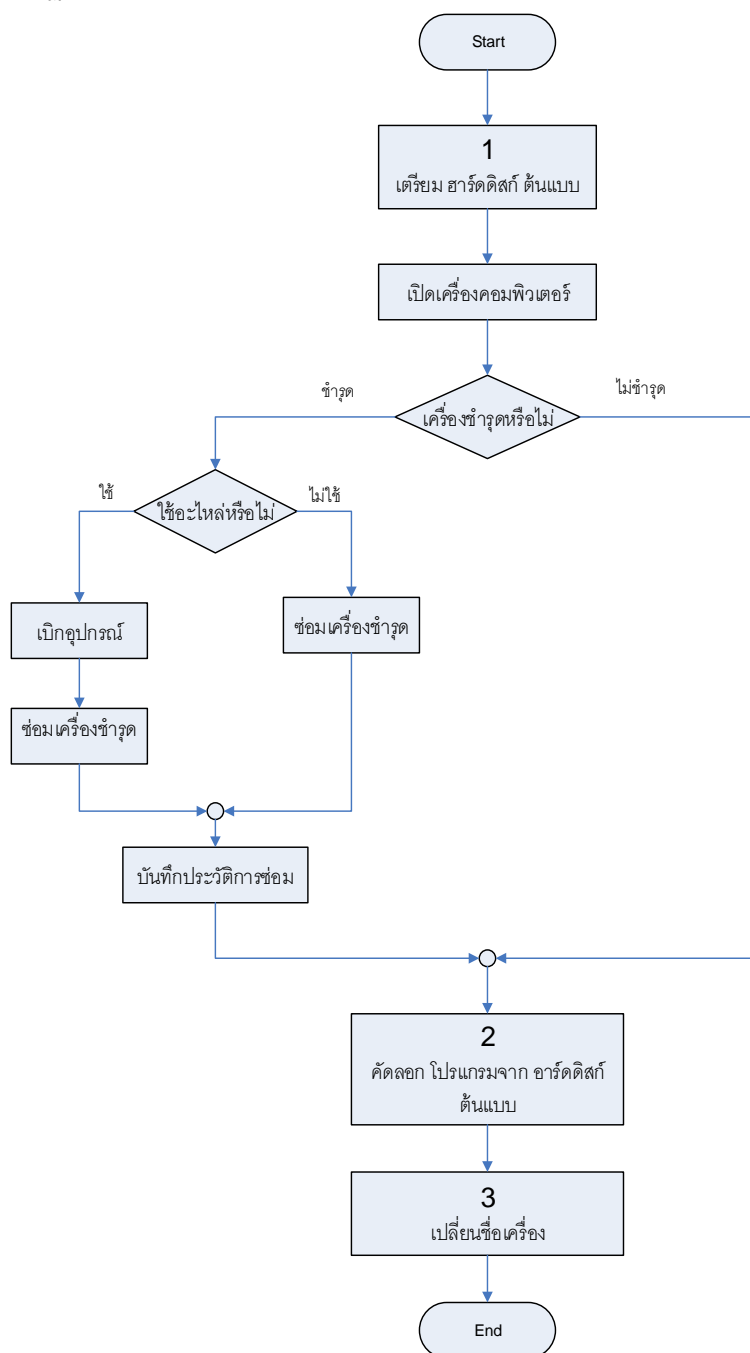 Start
1
เตรียม ฮาร์ดดิสก์ ต้นแบบ
เปิดเครื่องคอมพิวเตอร์
เครื่องชำรุดหรือไม่
ชำรุด
ไม่ชำรุด
ใช้อะไหล่หรือไม่
ใช้
ไม่ใช้
เบิกอุปกรณ์
ซ่อมเครื่องชำรุด
ซ่อมเครื่องชำรุด
บันทึกประวัติการซ่อม
2
คัดลอก โปรแกรมจาก อาร์ดดิสก์
ต้นแบบ
3
เปลี่ยนชื่อเครื่อง
End